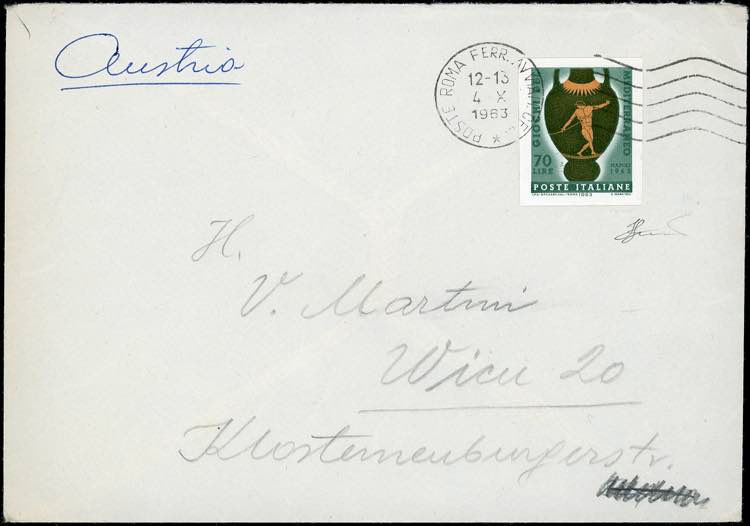 Austria
POSTE ROMA FERR.
12-13
4 X
1963
GIOCHI DEL MEDITERRANEO
NAPOLI
1963
70
LIRE
POSTE ITALIANE
1963
H.
V. Martini
Wien 20
Klosterneuburgerstr.